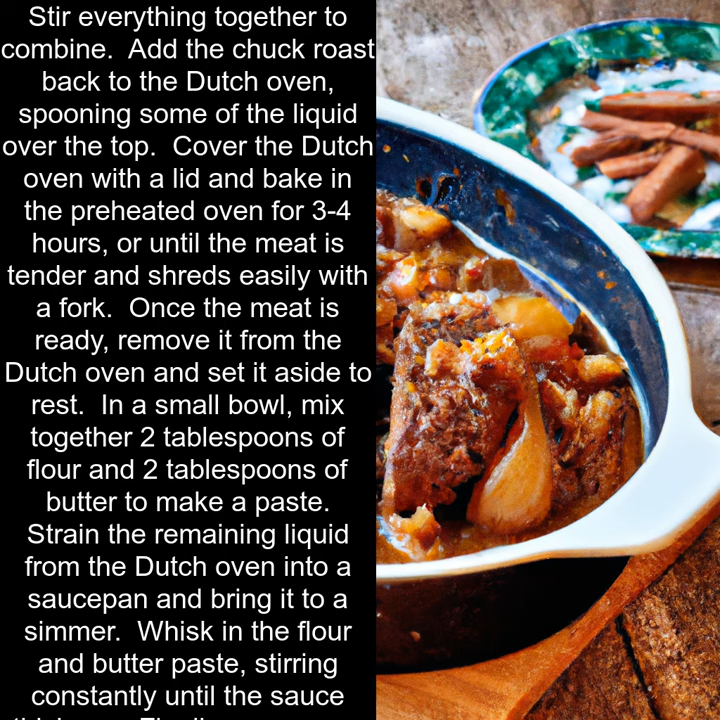 Stir everything together to
combine.  Add the chuck roast
back to the Dutch oven,
spooning some of the liquid
over the top.  Cover the Dutch
oven with a lid and bake in
the preheated oven for 3-4
hours, or until the meat is
tender and shreds easily with
a fork.  Once the meat is
ready, remove it from the
Dutch oven and set it aside to
rest.  In a small bowl, mix
together 2 tablespoons of
flour and 2 tablespoons of
butter to make a paste.
Strain the remaining liquid
from the Dutch oven into a
saucepan and bring it to a
simmer.  Whisk in the flour
and butter paste, stirring
constantly until the sauce